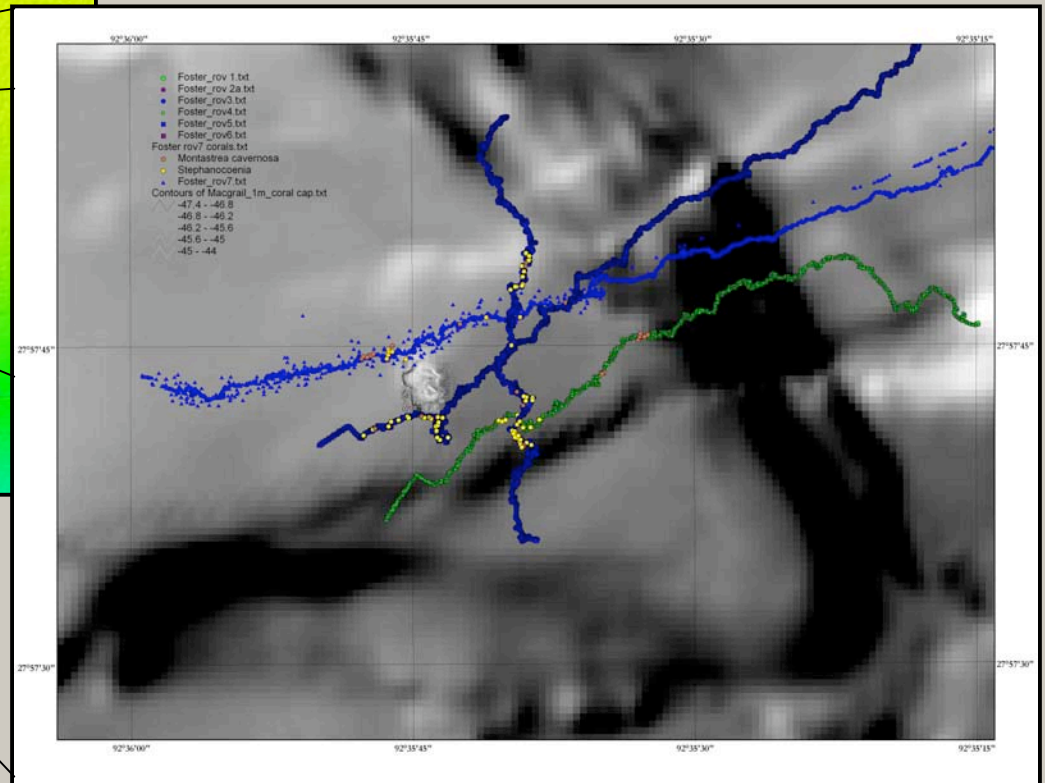 92°36'00" 92°35'45" 92°35'30" 92°35'15"
Foster_rov 1.txt
Foster_rov 2a.txt
Foster_rov3.txt
Foster_rov4.txt
Foster_rov5.txt
Foster_rov6.txt
Foster rov7 corals.txt
Montastrea cavernosa
Stephanocoenia
Foster_rov7.txt
Contours of Macgrail_1m_coral cap.txt
-47.4 - -46.8
-46.8 - -46.2
-46.2 - -45.6
-45.6 - -45
-45 - -44
27°57'45" 27°57'45"
27°57'30" 27°57'30"
92°36'00" 92°35'45" 92°35'30" 92°35'15"